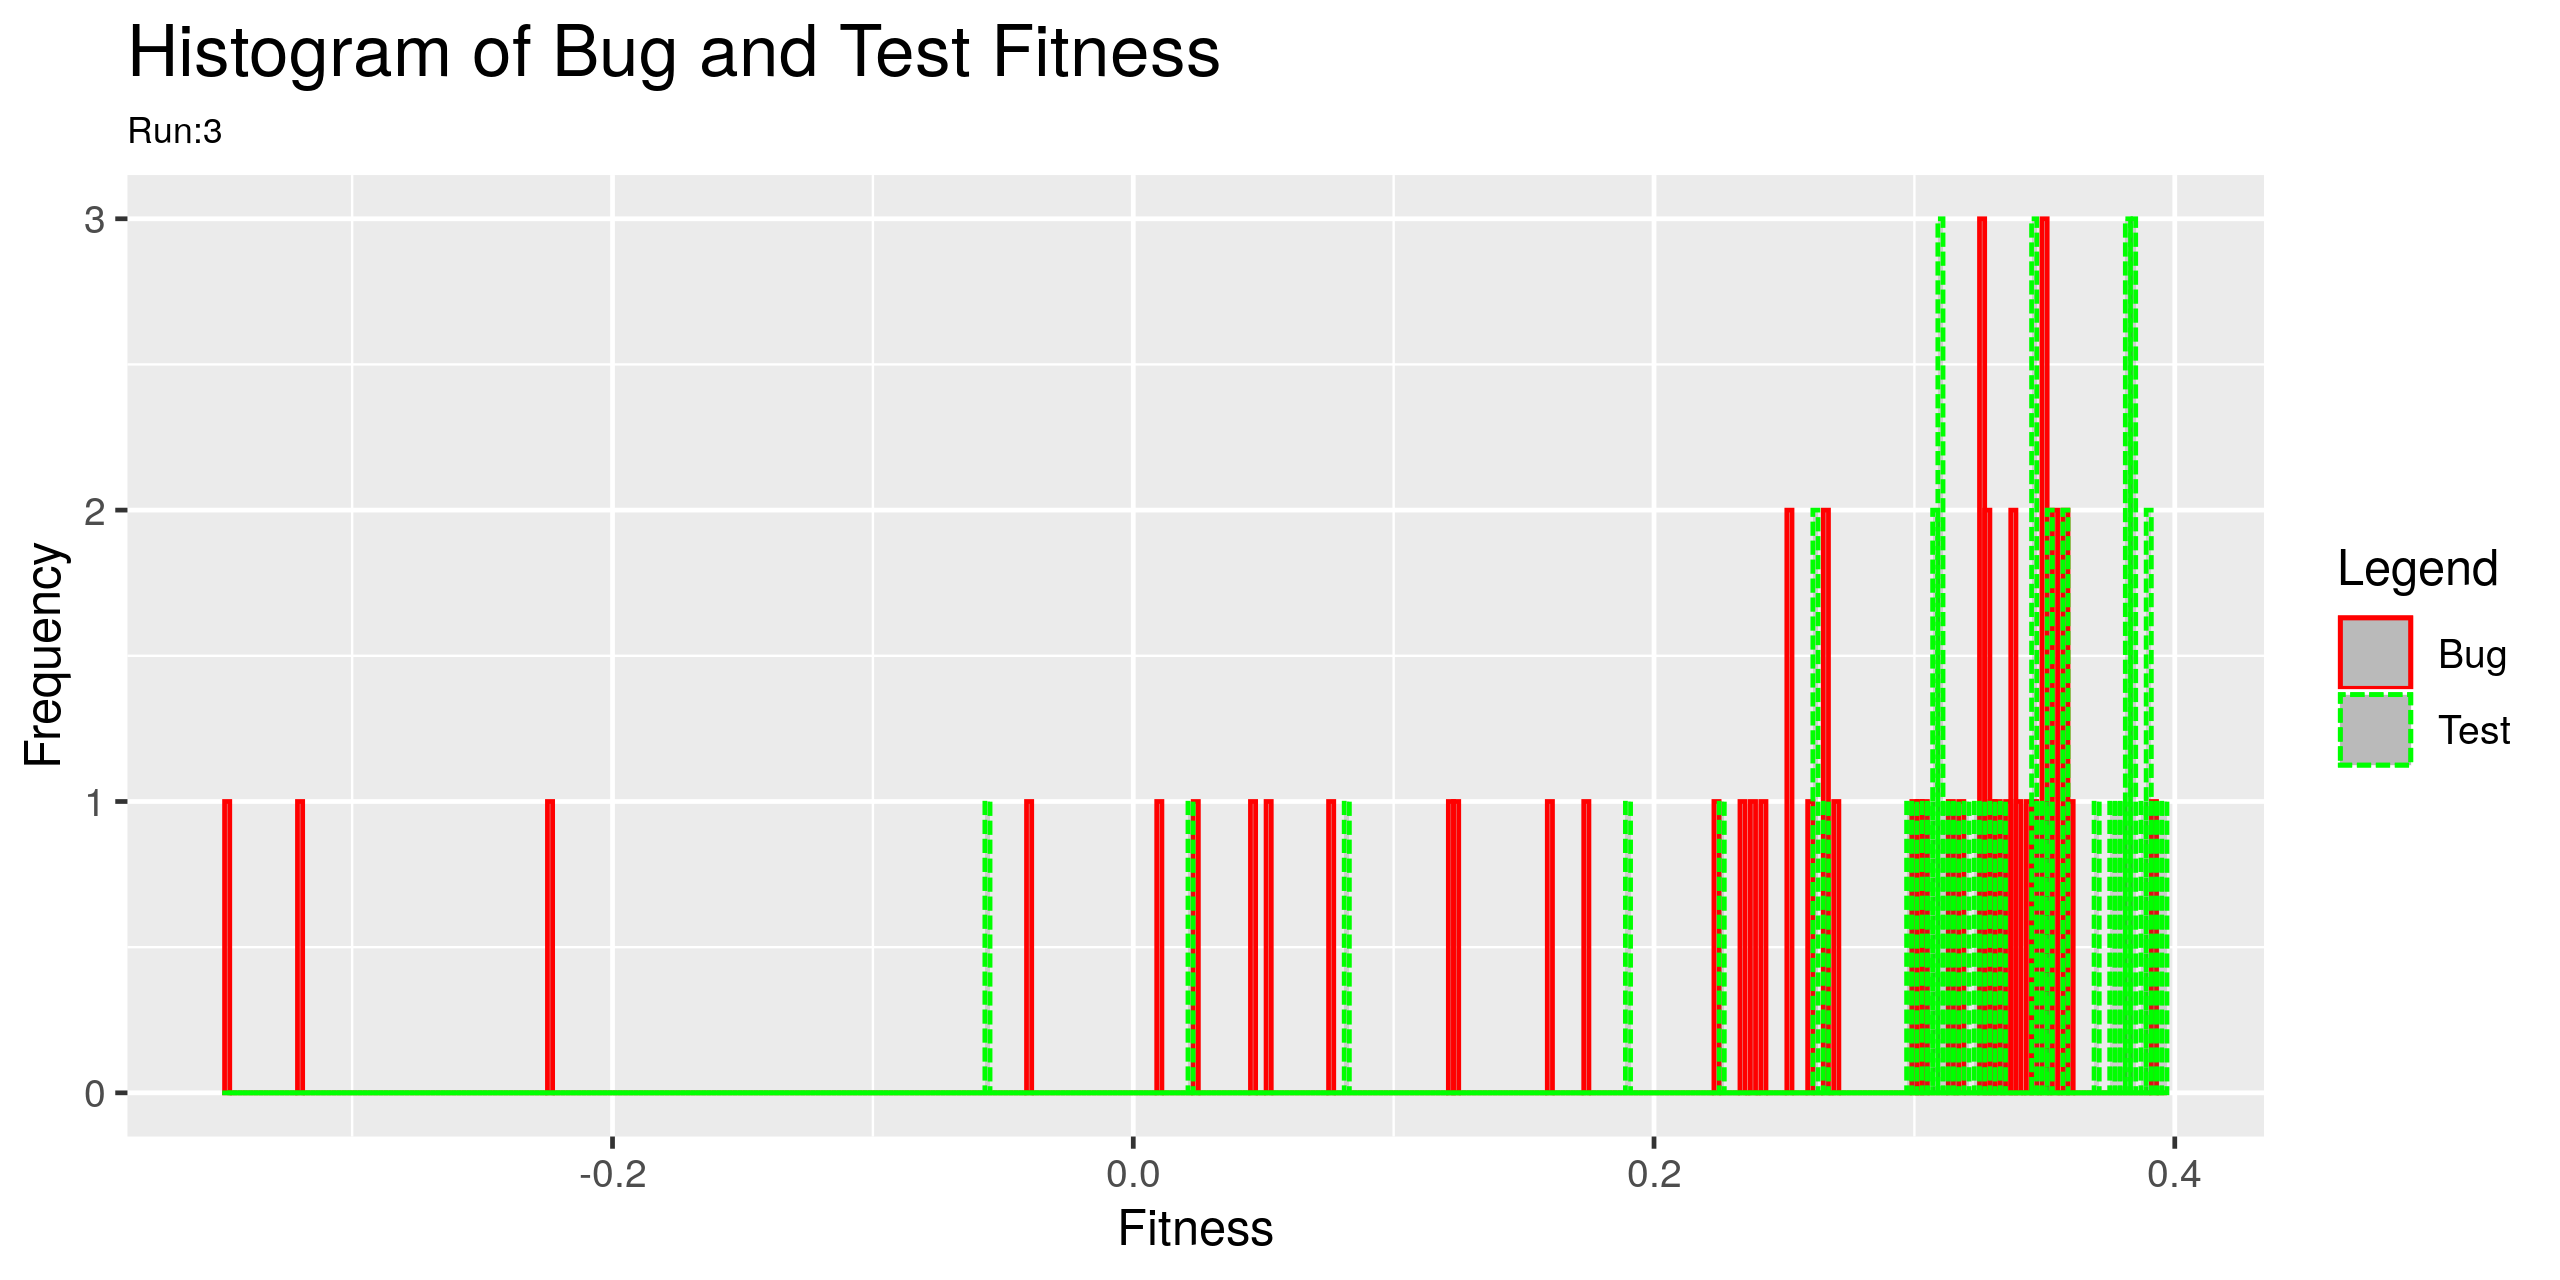 Histogram of Bug and Test Fitness
Run:3
3
2
1
0
Frequency
-0.2
0.0
0.2
0.4
Fitness
Legend
Bug
Test